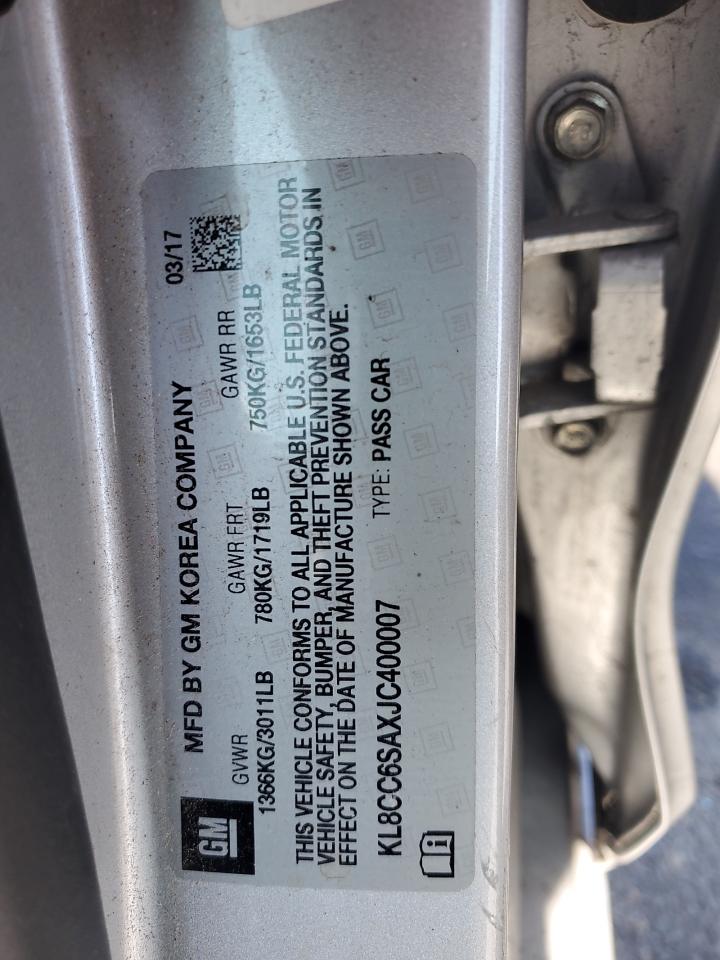 GM
MFD BY GM KOREA COMPANY
03/17
GVWR
GAWR FRT
GAWR RR
1366KG/3011LB
780KG/1719LB
750KG/1653LB
THIS VEHICLE CONFORMS TO ALL APPLICABLE U.S. FEDERAL MOTOR
VEHICLE SAFETY, BUMPER, AND THEFT PREVENTION STANDARDS IN
EFFECT ON THE DATE OF MANUFACTURE SHOWN ABOVE.
KL8CC6SAXJC400007
TYPE: PASS CAR